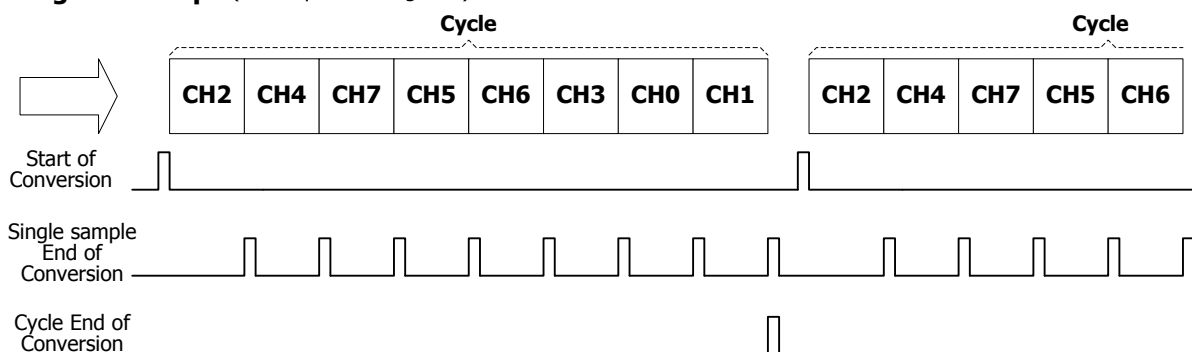 Cycle Cycle
CH2 CH4 CH7 CH5 CH6 CH3 CH0 CH1 CH2 CH4 CH7 CH5 CH6
Start of
Conversion
Single sample
End of
Conversion
Cycle End of
Conversion